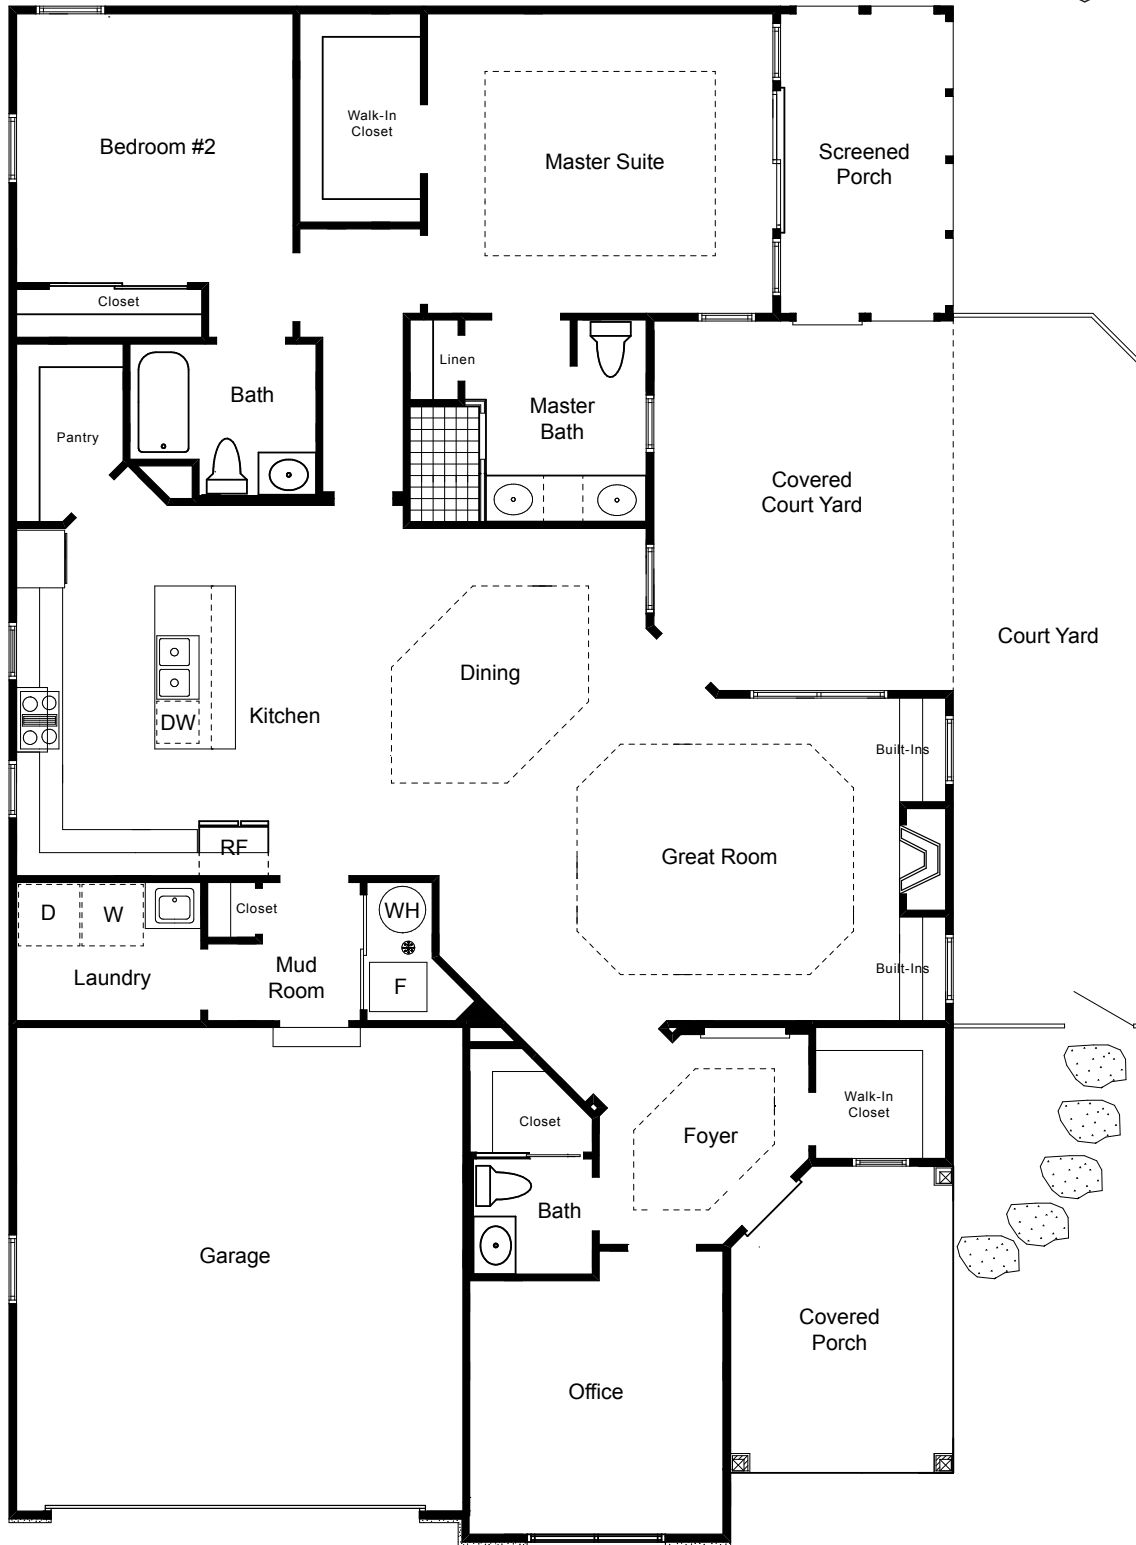 Walk-In
Closet
Bedroom #2
Master Suite
Screened
Porch
Closet
Linen
Bath
Master
Bath
Pantry
Covered
Court Yard
Court Yard
Dining
Kitchen
DW
Built-Ins
RF
Great Room
D
W
Closet
WH
Laundry
Mud
Room
F
Built-Ins
Walk-In
Closet
Closet
Foyer
Bath
Garage
Covered
Porch
Office